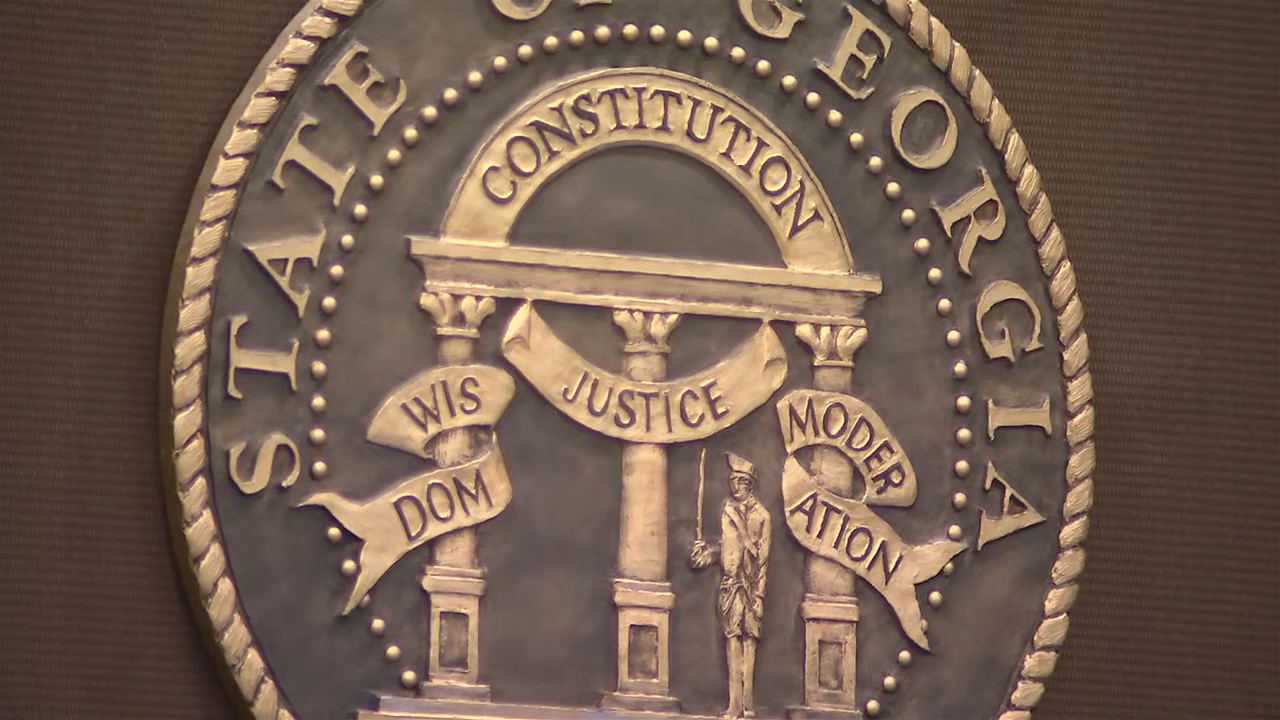 STATE OF GEORGIA
CONSTITUTION
WIS
DOM
JUSTICE
MODER
ATION